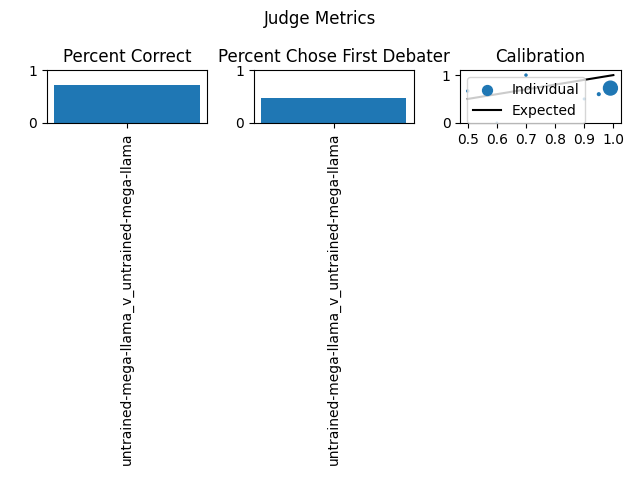 Judge Metrics
Percent Correct
1
0
untrained-mega-llama_v_untrained-mega-llama
Percent Chose First Debater
1
0
untrained-mega-llama_v_untrained-mega-llama
Calibration
1
0
Individual
Expected
0.5 0.6 0.7 0.8 0.9 1.0